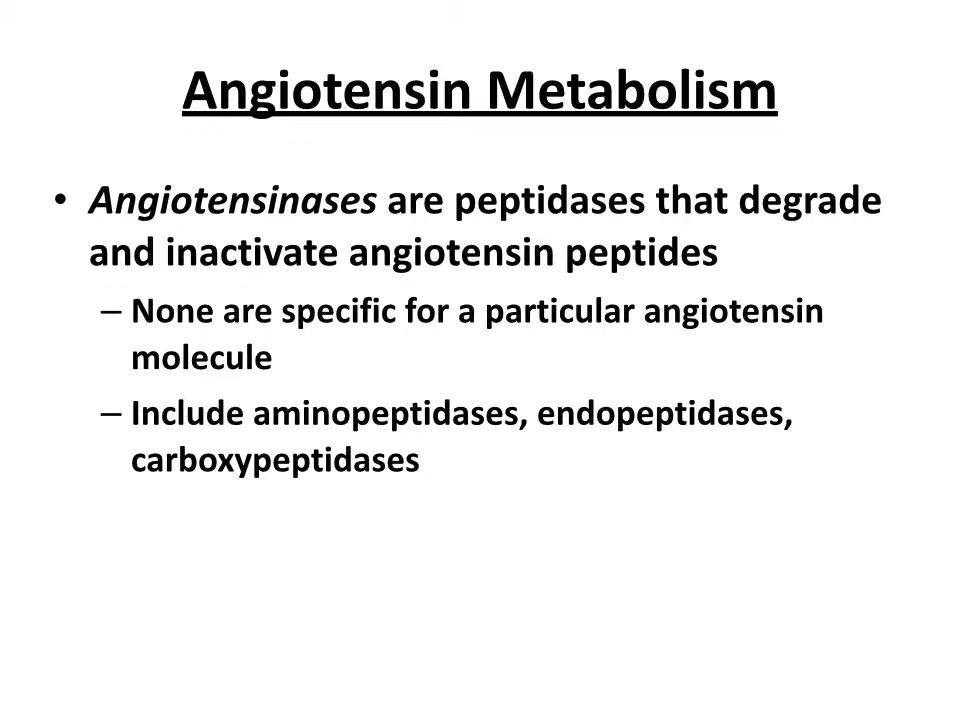 Angiotensin Metabolism
• Angiotensinases are peptidases that degrade
and inactivate angiotensin peptides
– None are specific for a particular angiotensin
molecule
– Include aminopeptidases, endopeptidases,
carboxypeptidases